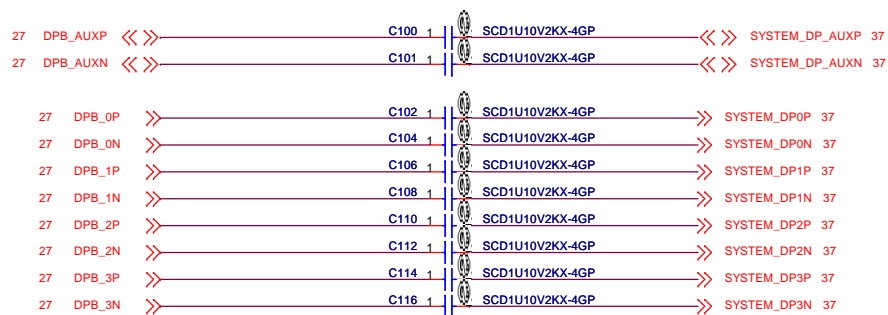 27 DPB_AUXP C100 1 SCD1U10V2KX-4GP SYSTEM_DP_AUXP 37
27 DPB_AUXN C101 1 SCD1U10V2KX-4GP SYSTEM_DP_AUXN 37
27 DPB_0P C102 1 SCD1U10V2KX-4GP SYSTEM_DP0P 37
27 DPB_0N C104 1 SCD1U10V2KX-4GP SYSTEM_DP0N 37
27 DPB_1P C106 1 SCD1U10V2KX-4GP SYSTEM_DP1P 37
27 DPB_1N C108 1 SCD1U10V2KX-4GP SYSTEM_DP1N 37
27 DPB_2P C110 1 SCD1U10V2KX-4GP SYSTEM_DP2P 37
27 DPB_2N C112 1 SCD1U10V2KX-4GP SYSTEM_DP2N 37
27 DPB_3P C114 1 SCD1U10V2KX-4GP SYSTEM_DP3P 37
27 DPB_3N C116 1 SCD1U10V2KX-4GP SYSTEM_DP3N 37